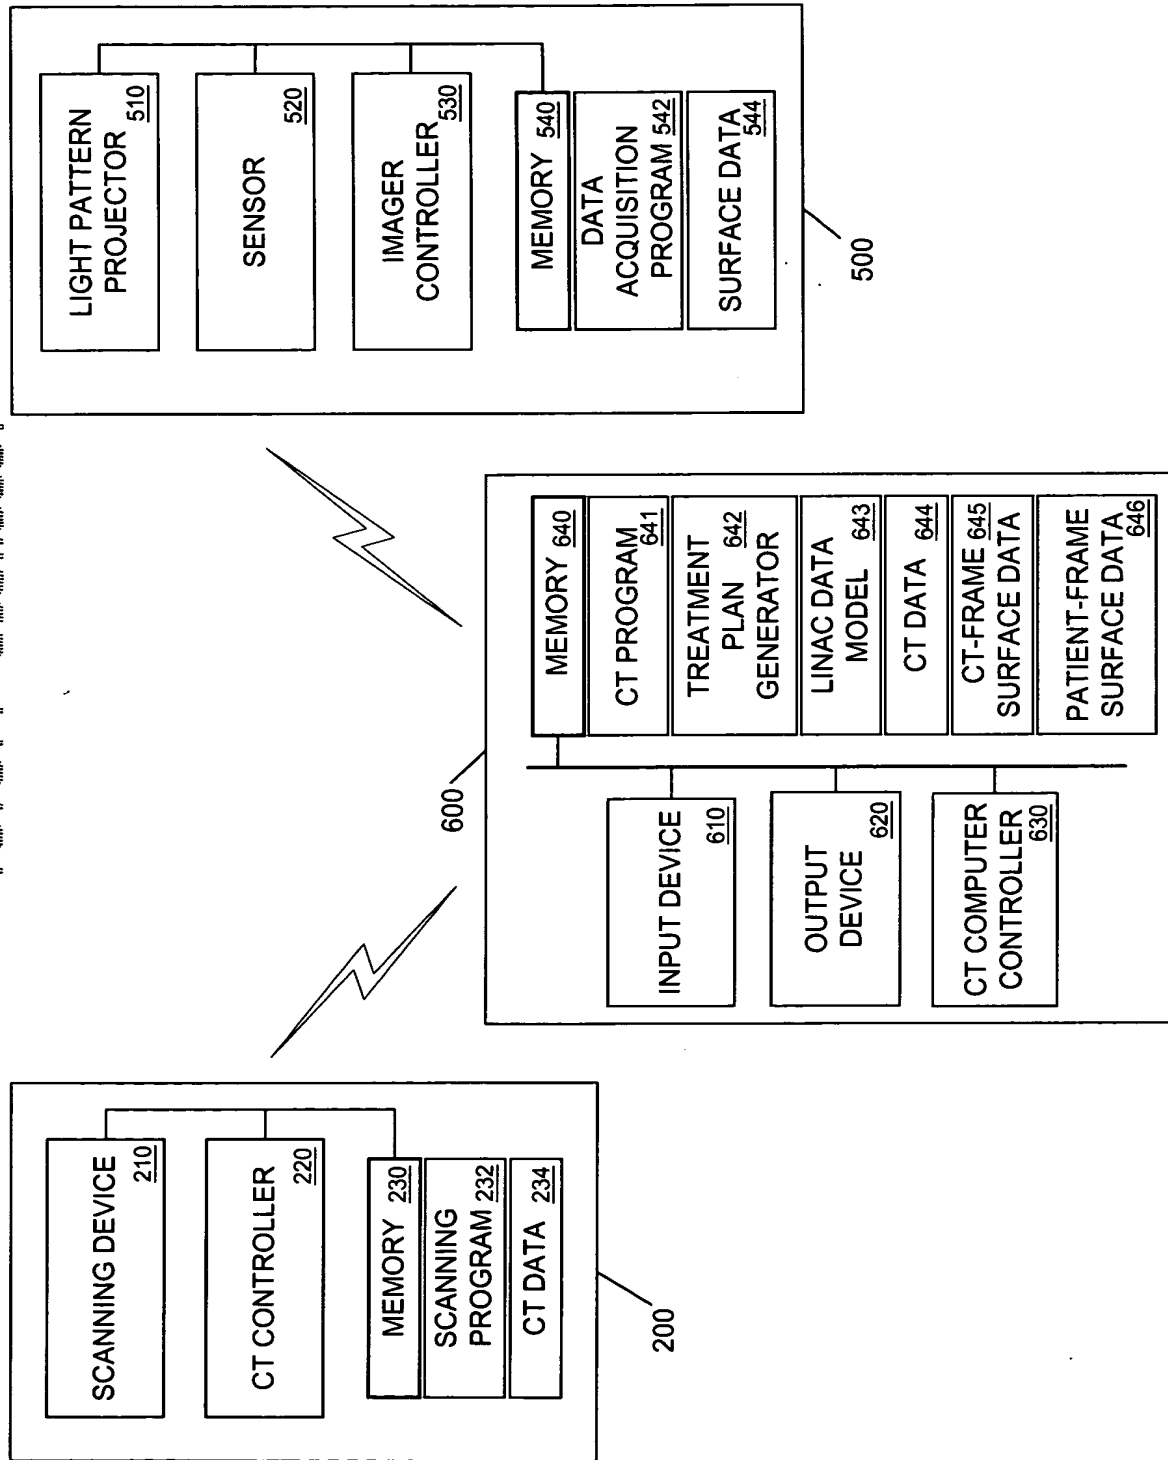 SCANNING DEVICE
210
CT CONTROLLER
220
MEMORY 230
SCANNING
PROGRAM 232
CT DATA 234
200
600
INPUT DEVICE
610
OUTPUT
DEVICE
620
CT COMPUTER
CONTROLLER
630
MEMORY 640
CT PROGRAM
641
TREATMENT
PLAN 642
GENERATOR
LINAC DATA
MODEL 643
CT DATA 644
CT-FRAME 645
SURFACE DATA
PATIENT-FRAME
SURFACE DATA
646
LIGHT PATTERN
PROJECTOR
510
SENSOR
520
IMAGER
CONTROLLER
530
MEMORY 540
DATA
ACQUISITION
PROGRAM 542
SURFACE DATA
544
500